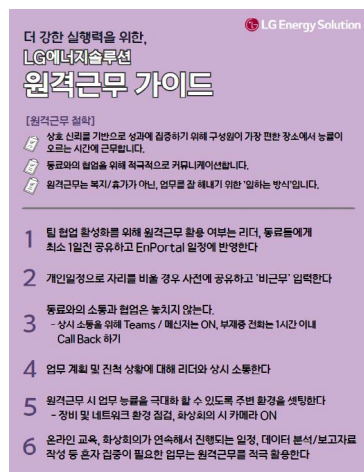 LG Energy Solution
더 강한 실행력을 위한,
LG에너지솔루션
원격근무 가이드
[원격근무 철학]
상호 신뢰를 기반으로 성과에 집중하기 위해 구성원이 가장 편한 장소에서 능률이
오르는 시간에 근무합니다.
동료와의 협업을 위해 적극적으로 커뮤니케이션합니다.
원격근무는 복지/휴가가 아닌, 업무를 잘 해내기 위한 '일하는 방식'입니다.
1 팀 협업 활성화를 위해 원격근무 활용 여부는 리더, 동료들에게
최소 1일전 공유하고 EnPortal 일정에 반영한다
2 개인일정으로 자리를 비울 경우 사전에 공유하고 '비근무' 입력한다
3 동료와의 소통과 협업은 놓치지 않는다.
- 상시 소통을 위해 Teams / 메신저는 ON, 부재중 전화는 1시간 이내
Call Back 하기
4 업무 계획 및 진척 상황에 대해 리더와 상시 소통한다
5 원격근무 시 업무 능률을 극대화 할 수 있도록 주변 환경을 셋팅한다
- 장비 및 네트워크 환경 점검, 화상회의 시 카메라 ON
6 온라인 교육, 화상회의가 연속해서 진행되는 일정, 데이터 분석/보고자료
작성 등 혼자 집중이 필요한 업무는 원격근무를 적극 활용한다